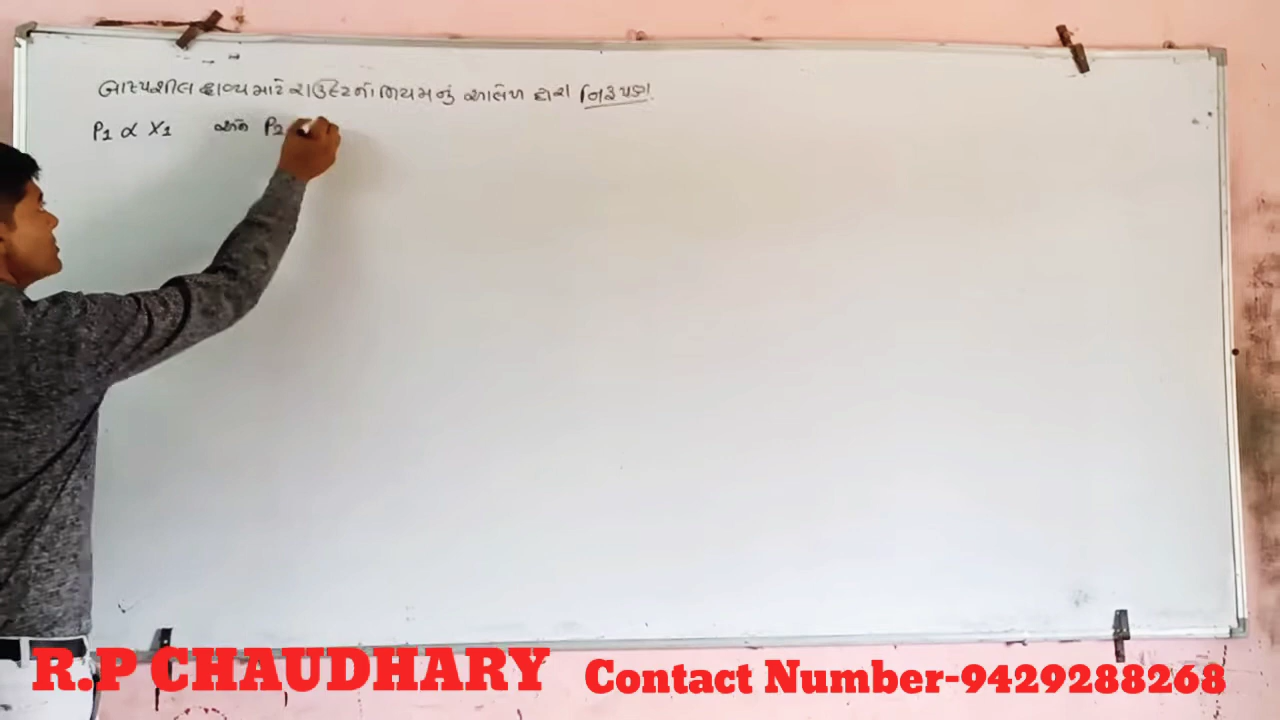 બાષ્પશીલ દ્રાવ્ય માટે રાઉલ્ટના નિયમનું આલેખ દ્વારા નિરૂપણ.
P1 ∝ X1 અને P2
R.P CHAUDHARY Contact Number-9429288268